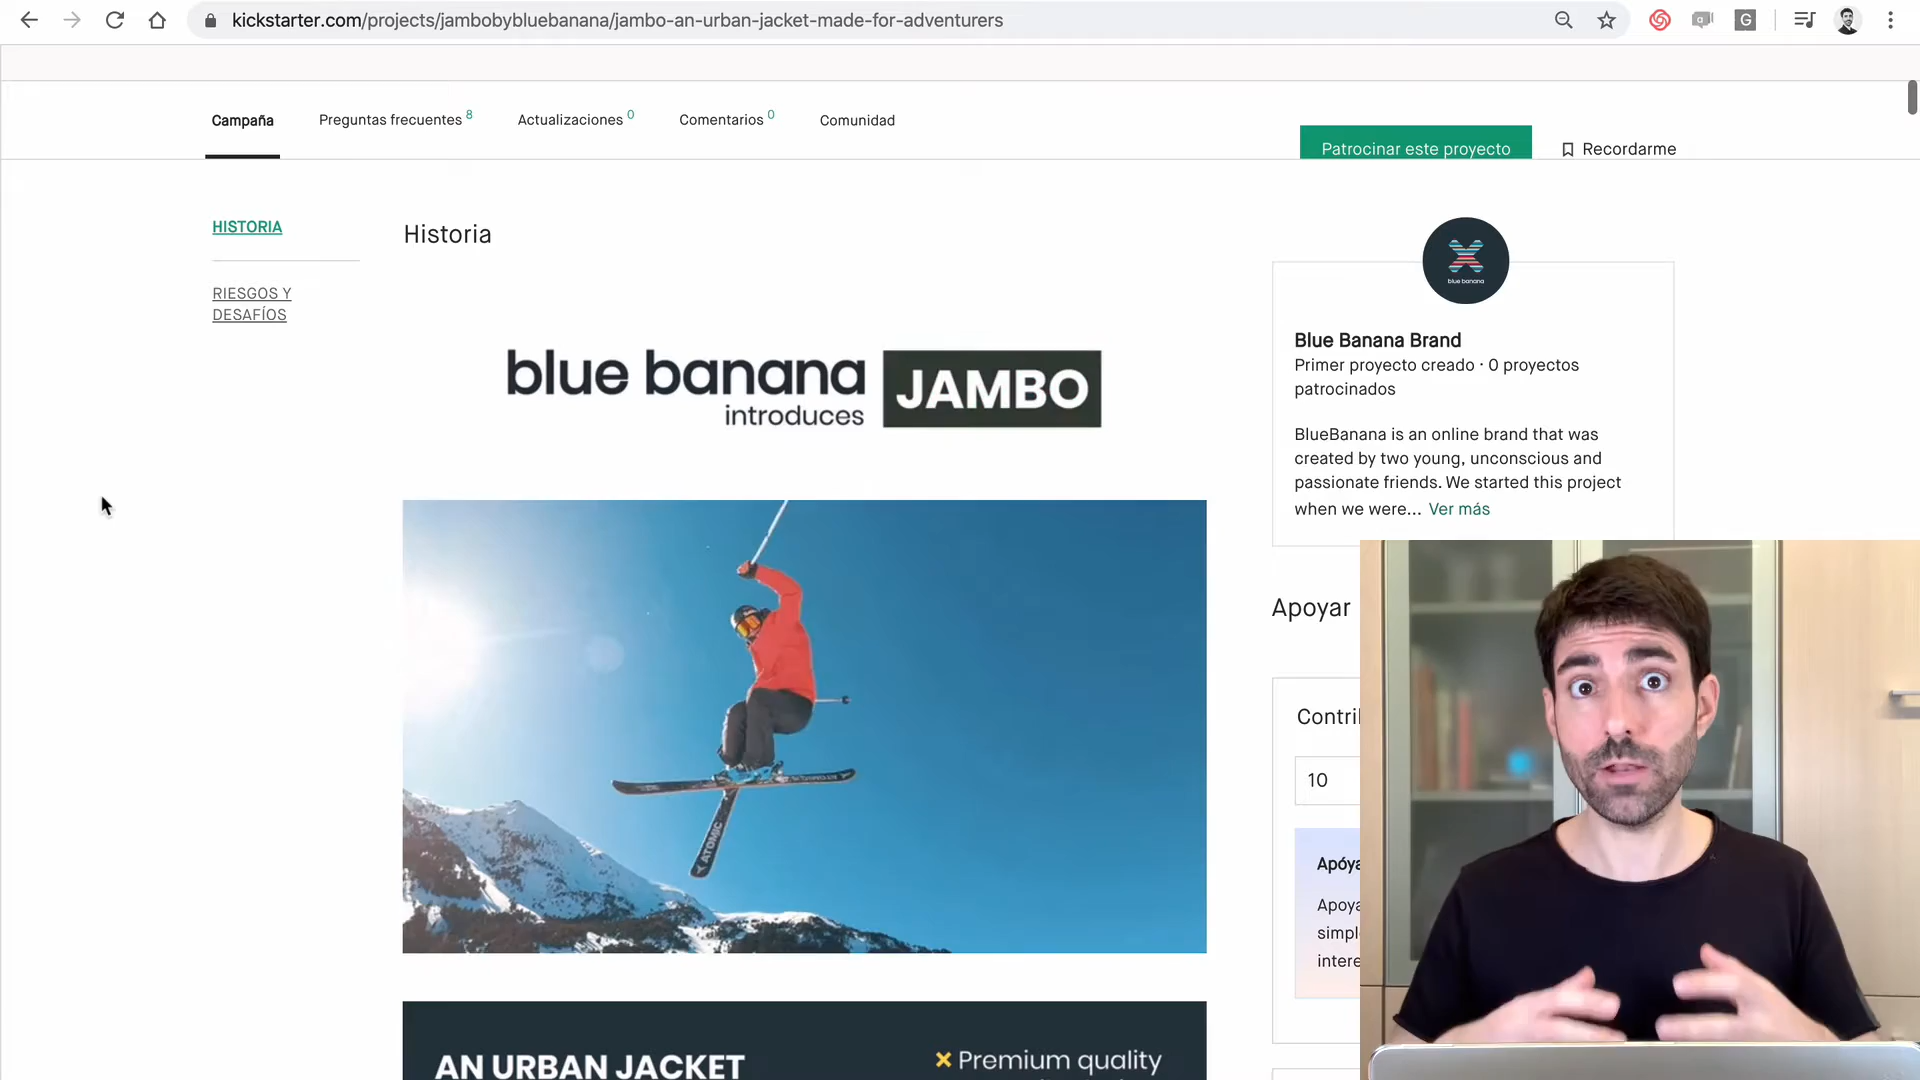 kickstarter.com/projects/jambobybluebanana/jambo-an-urban-jacket-made-for-adventurers
Campaña
Preguntas frecuentes 8
Actualizaciones 0
Comentarios 0
Comunidad
Patrocinar este proyecto
Recordarme
HISTORIA
RIESGOS Y
DESAFÍOS
Historia
blue banana
introduces
JAMBO
ATOMIC
AN URBAN JACKET
Premium quality
blue banana
Blue Banana Brand
Primer proyecto creado · 0 proyectos
patrocinados
BlueBanana is an online brand that was
created by two young, unconscious and
passionate friends. We started this project
when we were... Ver más
Apoyar
10
G